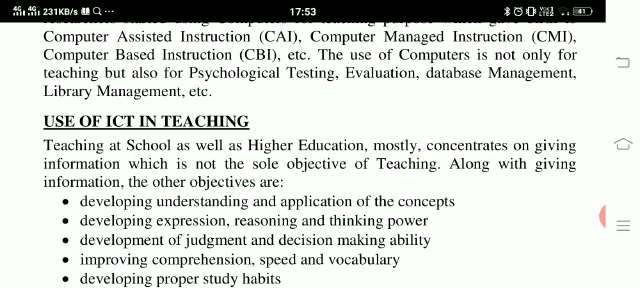 231KB/s 17:53
Computer Assisted Instruction (CAI), Computer Managed Instruction (CMI),
Computer Based Instruction (CBI), etc. The use of Computers is not only for
teaching but also for Psychological Testing, Evaluation, database Management,
Library Management, etc.
USE OF ICT IN TEACHING
Teaching at School as well as Higher Education, mostly, concentrates on giving
information which is not the sole objective of Teaching. Along with giving
information, the other objectives are:
• developing understanding and application of the concepts
• developing expression, reasoning and thinking power
• development of judgment and decision making ability
• improving comprehension, speed and vocabulary
• developing proper study habits